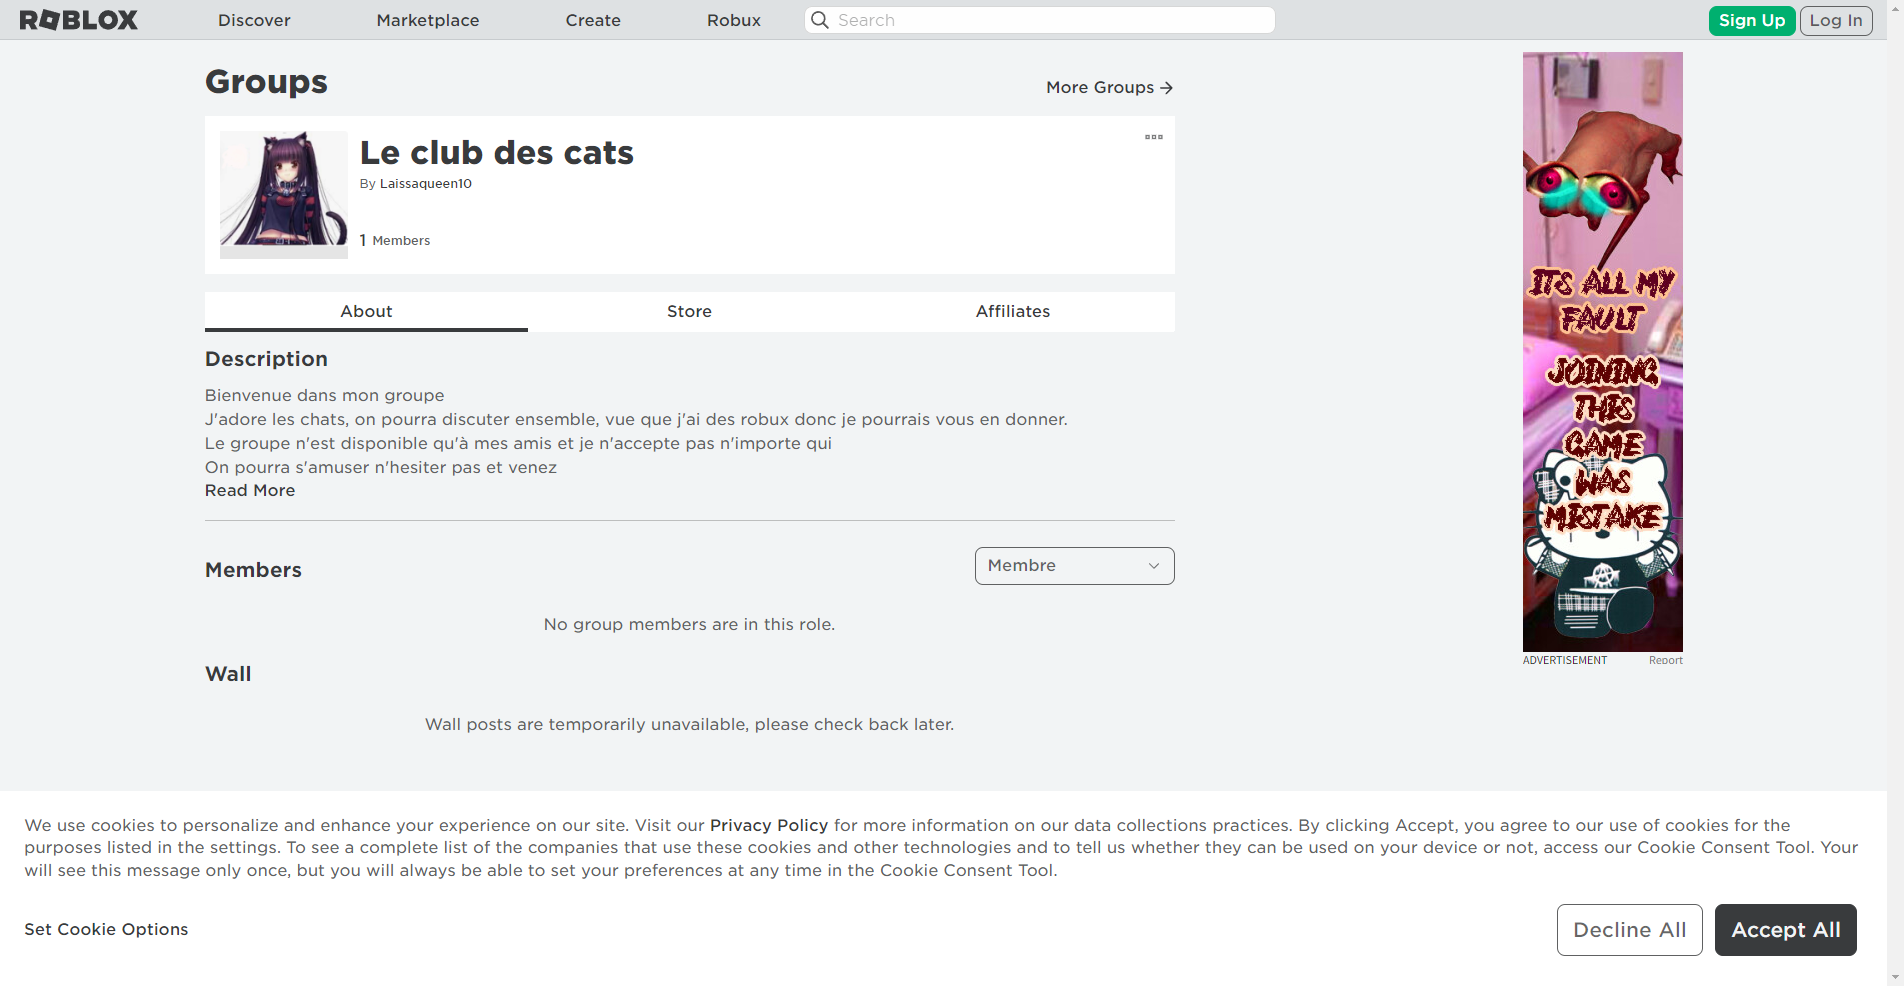 ROBLOX
Discover
Marketplace
Create
Robux
Search
Sign Up
Log In
Groups
More Groups
Le club des cats
By Laissaqueen10
1 Members
About
Store
Affiliates
Description
Bienvenue dans mon groupe
J'adore les chats, on pourra discuter ensemble, vue que j'ai des robux donc je pourrais vous en donner.
Le groupe n'est disponible qu'à mes amis et je n'accepte pas n'importe qui
On pourra s'amuser n'hesiter pas et venez
Read More
Members
Membre
No group members are in this role.
Wall
Wall posts are temporarily unavailable, please check back later.
ITS ALL MY
FAULT
JOINING
THIS
GAME
WAS
MISTAKE
ADVERTISEMENT
Report
We use cookies to personalize and enhance your experience on our site. Visit our Privacy Policy for more information on our data collections practices. By clicking Accept, you agree to our use of cookies for the
purposes listed in the settings. To see a complete list of the companies that use these cookies and other technologies and to tell us whether they can be used on your device or not, access our Cookie Consent Tool. Your
will see this message only once, but you will always be able to set your preferences at any time in the Cookie Consent Tool.
Set Cookie Options
Decline All
Accept All